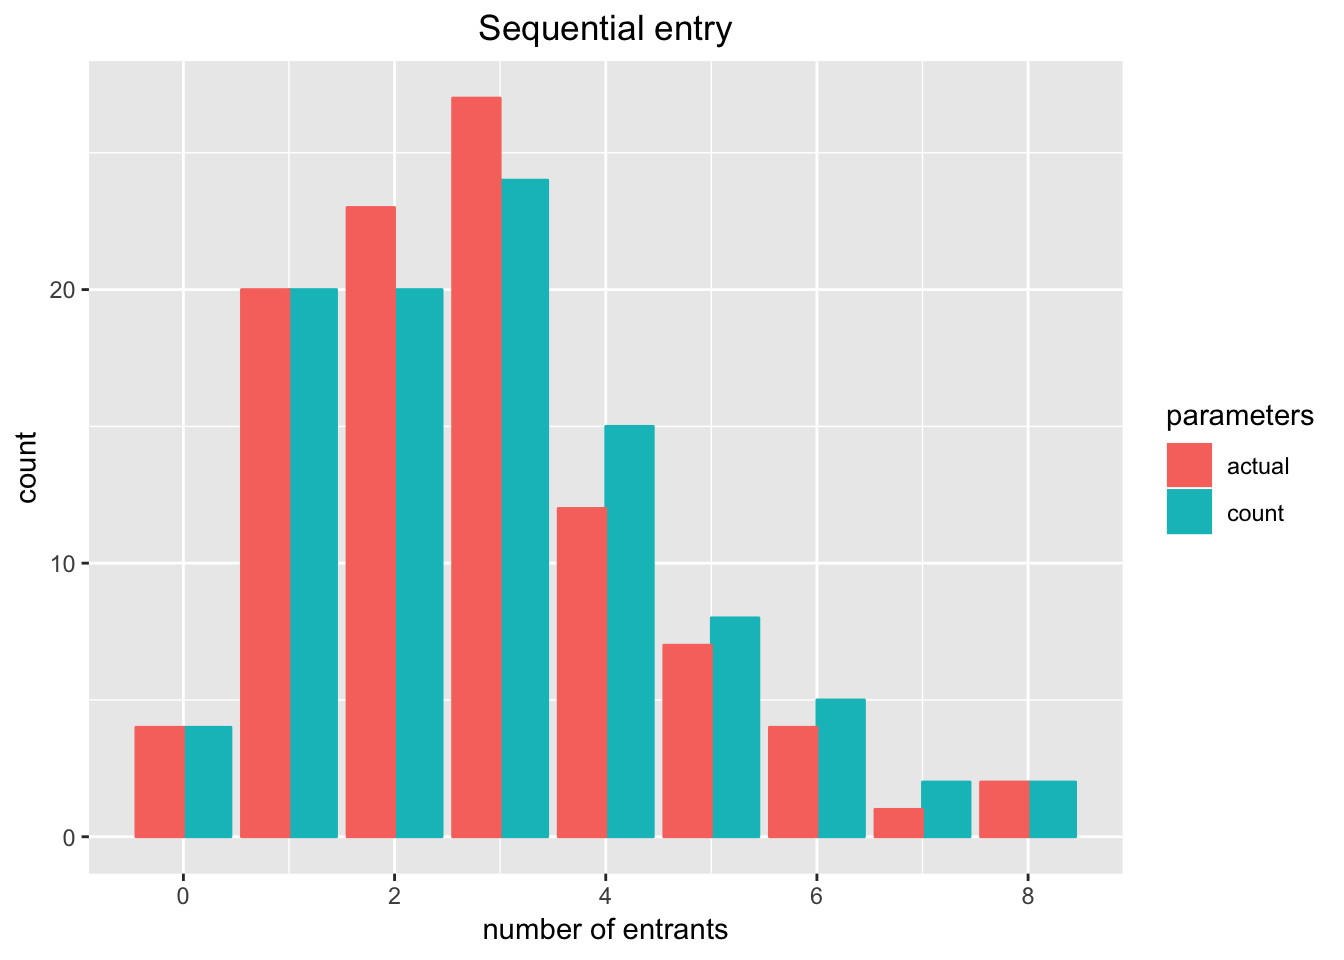 Sequential entry
count
20
10
0
0 2 4 6 8
number of entrants
parameters
actual
count